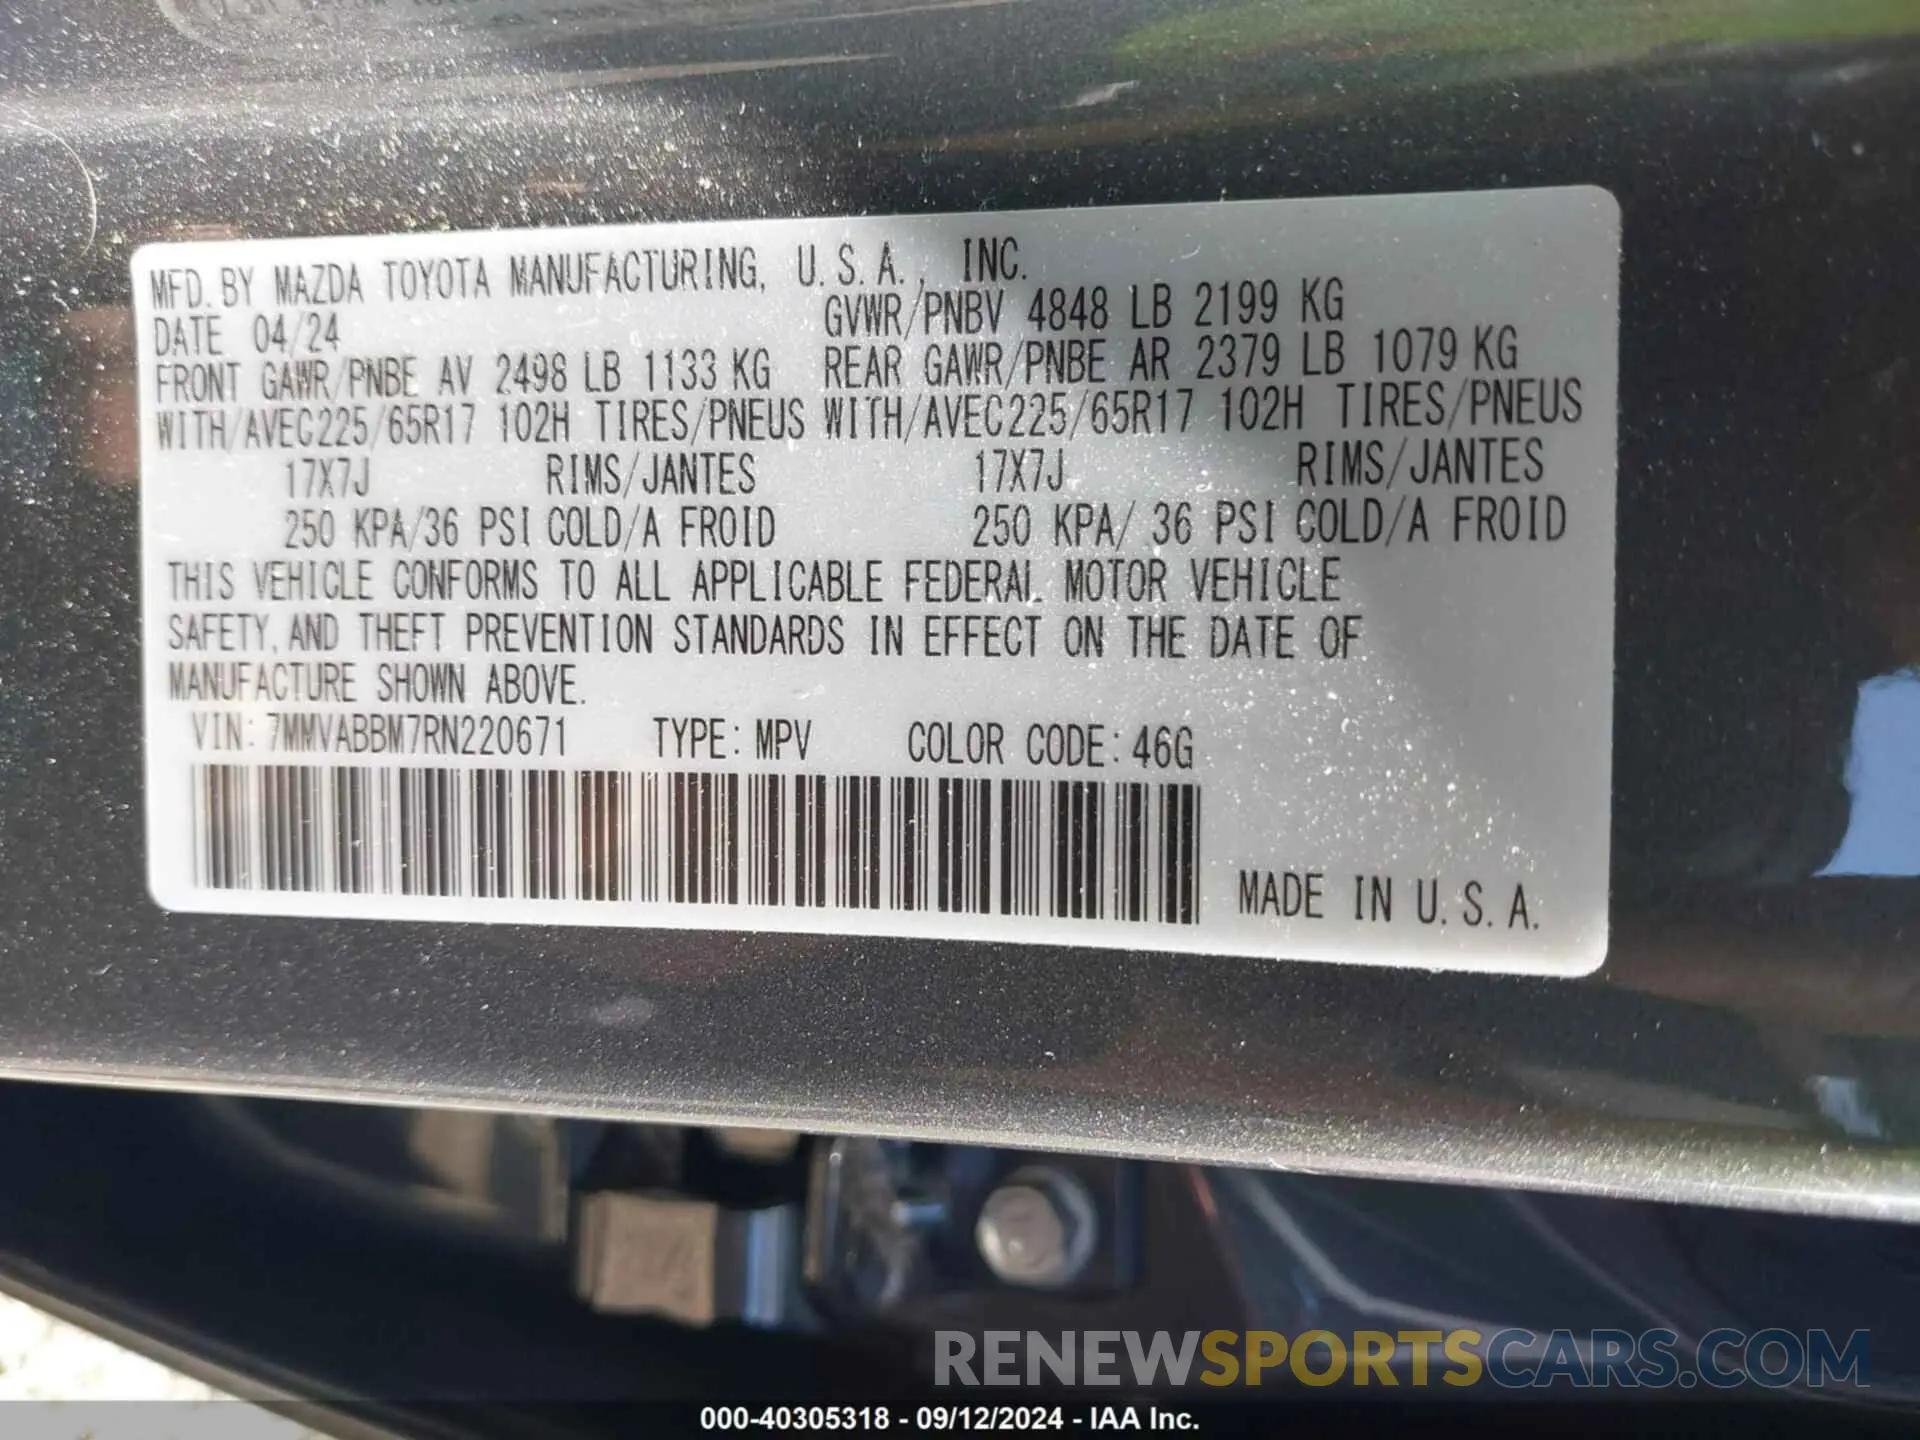 MFD. BY MAZDA TOYOTA MANUFACTURING, U.S.A., INC.
DATE 04/24 GVWR/PNBV 4848 LB 2199 KG
FRONT GAWR/PNBE AV 2498 LB 1133 KG REAR GAWR/PNBE AR 2379 LB 1079 KG
WITH/AVEC225/65R17 102H TIRES/PNEUS WITH/AVEC225/65R17 102H TIRES/PNEUS
17X7J RIMS/JANTES 17X7J RIMS/JANTES
250 KPA/36 PSI COLD/A FROID 250 KPA/ 36 PSI COLD/A FROID
THIS VEHICLE CONFORMS TO ALL APPLICABLE FEDERAL MOTOR VEHICLE
SAFETY, AND THEFT PREVENTION STANDARDS IN EFFECT ON THE DATE OF
MANUFACTURE SHOWN ABOVE.
VIN: 7MMVABBM7RN220671 TYPE: MPV COLOR CODE: 46G
MADE IN U.S.A.
RENEWSPORTSCARS.COM
000-40305318 - 09/12/2024 - IAA Inc.